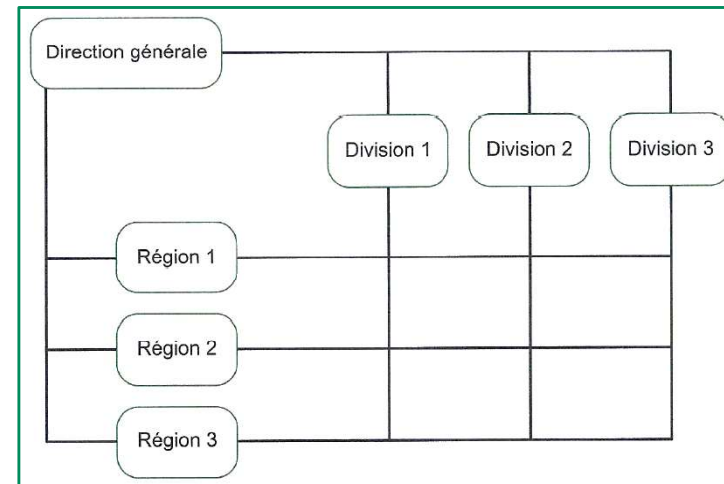 Direction générale
Division 1
Division 2
Division 3
Région 1
Région 2
Région 3